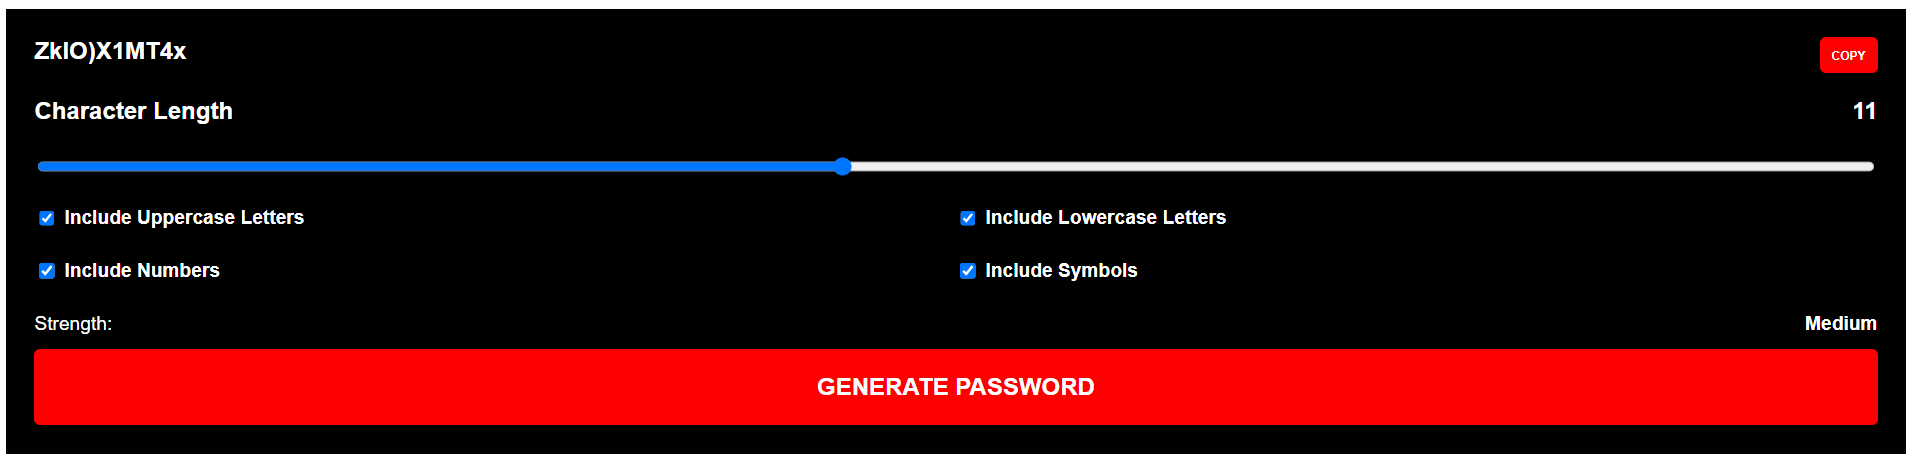 ZkIO)X1MT4x
COPY
Character Length
11
Include Uppercase Letters
Include Lowercase Letters
Include Numbers
Include Symbols
Strength:
Medium
GENERATE PASSWORD